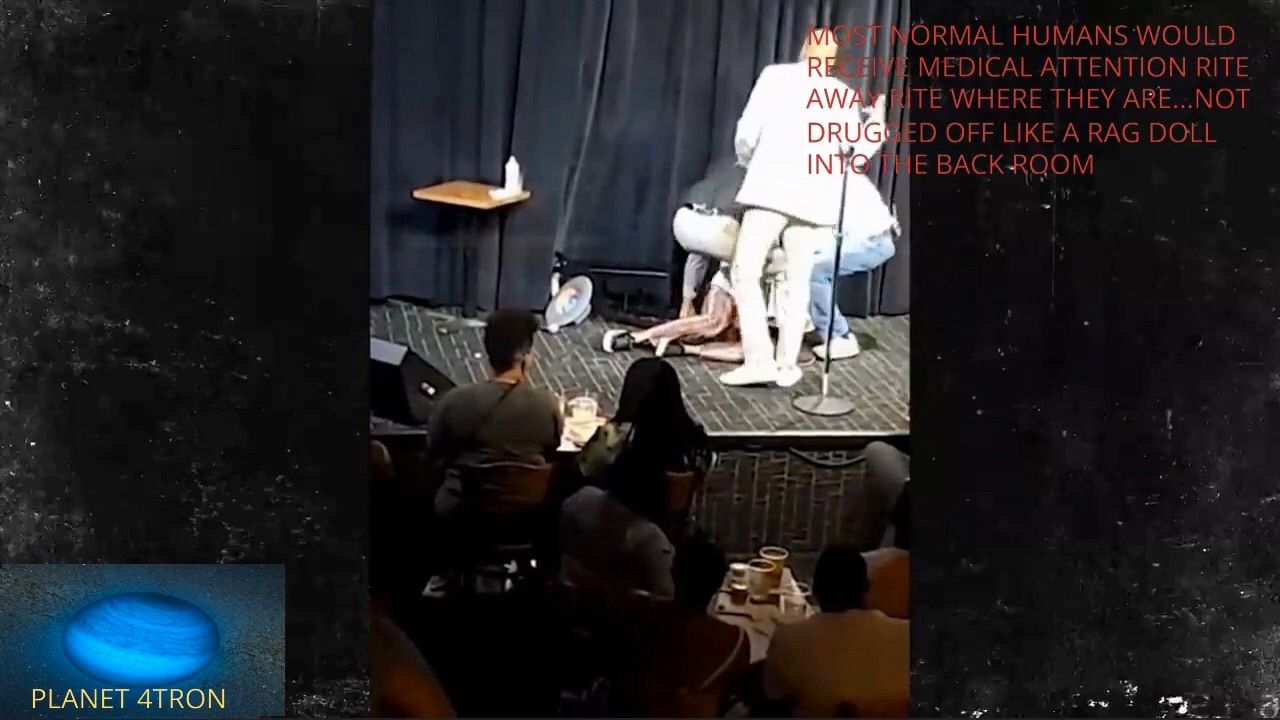 MOST NORMAL HUMANS WOULD
RECEIVE MEDICAL ATTENTION RITE
AWAY RITE WHERE THEY ARE...NOT
DRUGGED OFF LIKE A RAG DOLL
INTO THE BACK ROOM
PLANET 4TRON